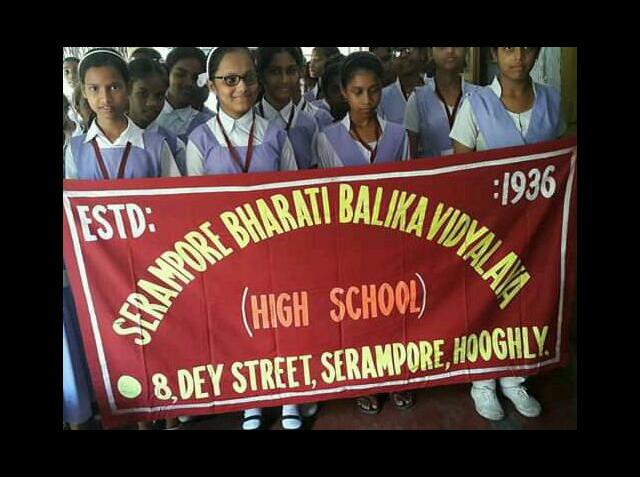 ESTD: :1936
SERAMPORE BHARATI BALIKA VIDYALAYA
(HIGH SCHOOL)
8, DEY STREET, SERAMPORE, HOOGHLY.